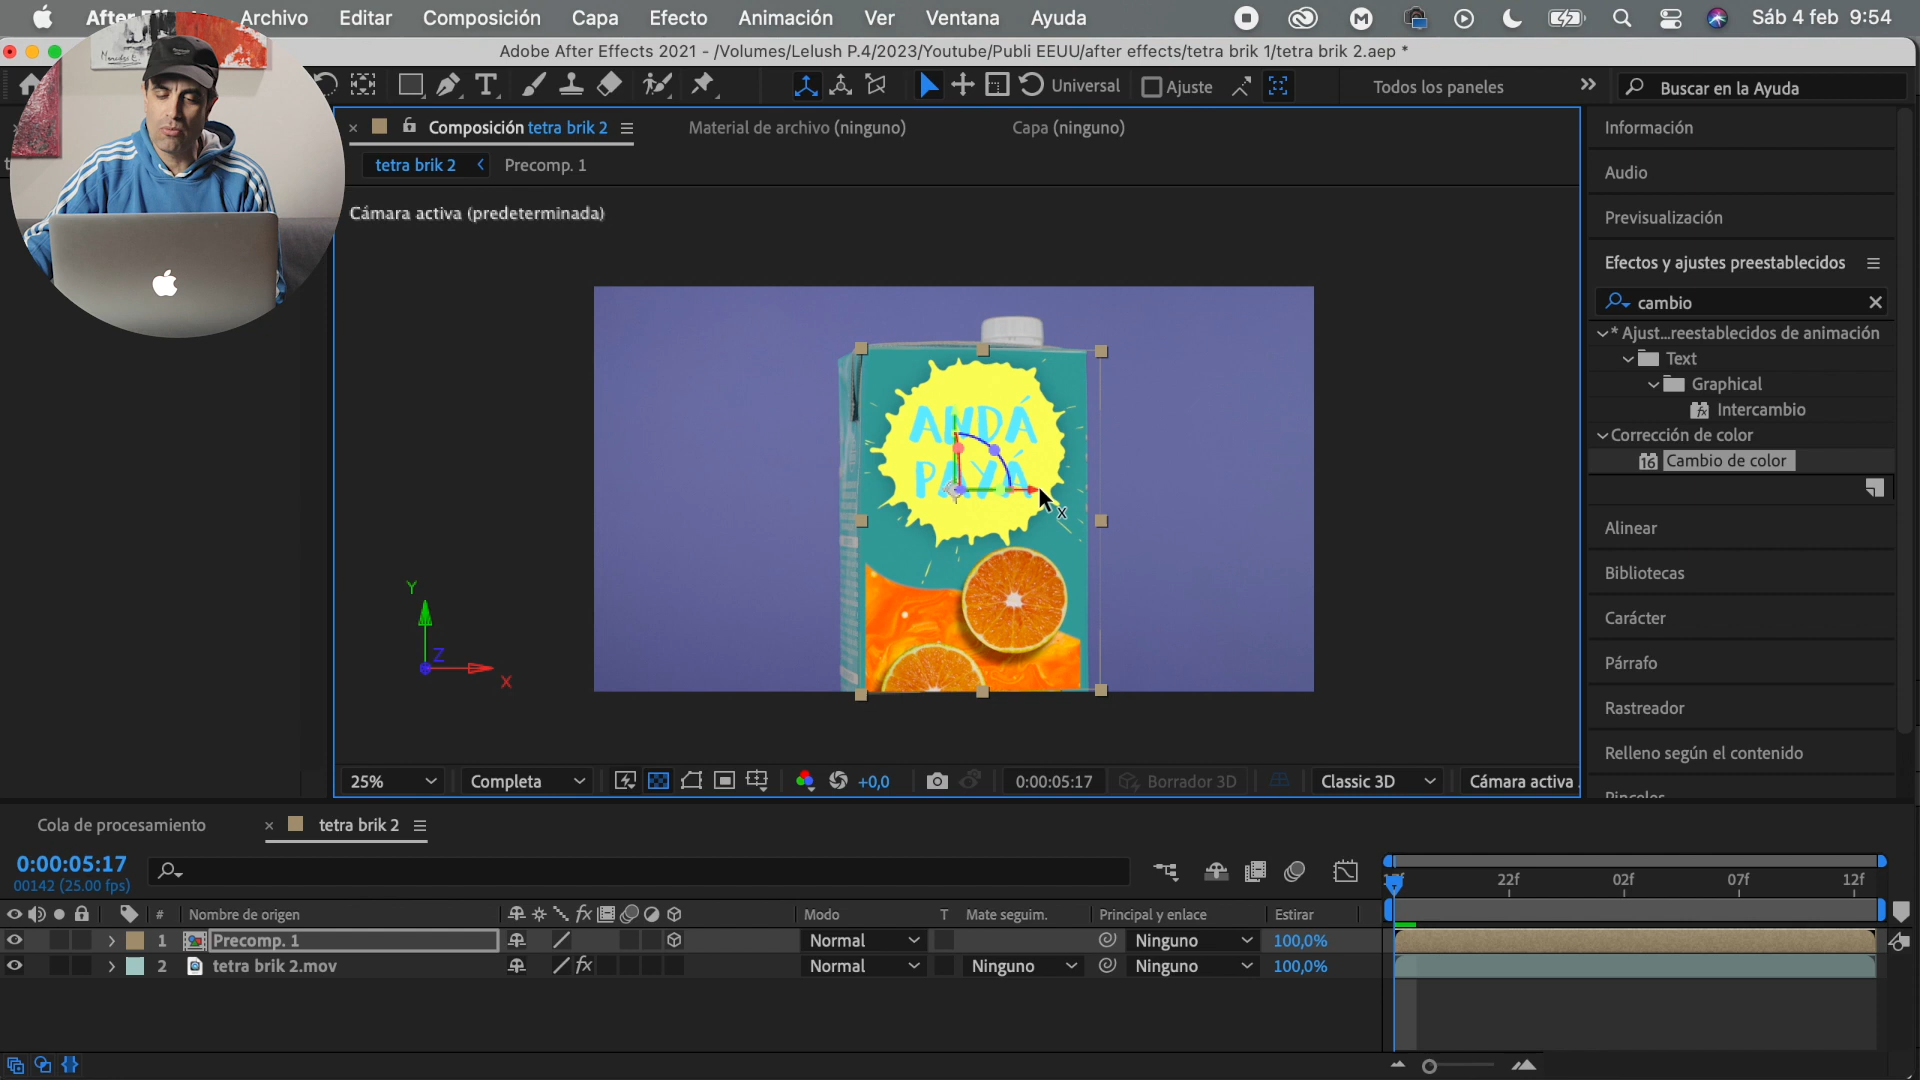 Archivo Editar Composición Capa Efecto Animación Ver Ventana Ayuda Sáb 4 feb 9:54
Adobe After Effects 2021 - /Volumes/Lelush P.4/2023/Youtube/Publi EEUU/after effects/tetra brik 1/tetra brik 2.aep *
Universal Ajuste Todos los paneles Buscar en la Ayuda
Composición tetra brik 2 Material de archivo (ninguno) Capa (ninguno)
tetra brik 2 Precomp. 1
Cámara activa (predeterminada)
ANDÁ
PAYÁ
x
Y
Z
X
Información
Audio
Previsualización
Efectos y ajustes preestablecidos
cambio
* Ajust...reestablecidos de animación
Text
Graphical
Intercambio
Corrección de color
16 Cambio de color
Alinear
Bibliotecas
Carácter
Párrafo
Rastreador
Relleno según el contenido
Pinceles
25% Completa +0,0 0:00:05:17 Borrador 3D Classic 3D Cámara activa
Cola de procesamiento tetra brik 2
0:00:05:17
00142 (25.00 fps)
22f 02f 07f 12f
# Nombre de origen fx Modo T Mate seguim. Principal y enlace Estirar
1 Precomp. 1 Normal Ninguno 100,0%
2 tetra brik 2.mov fx Normal Ninguno Ninguno 100,0%